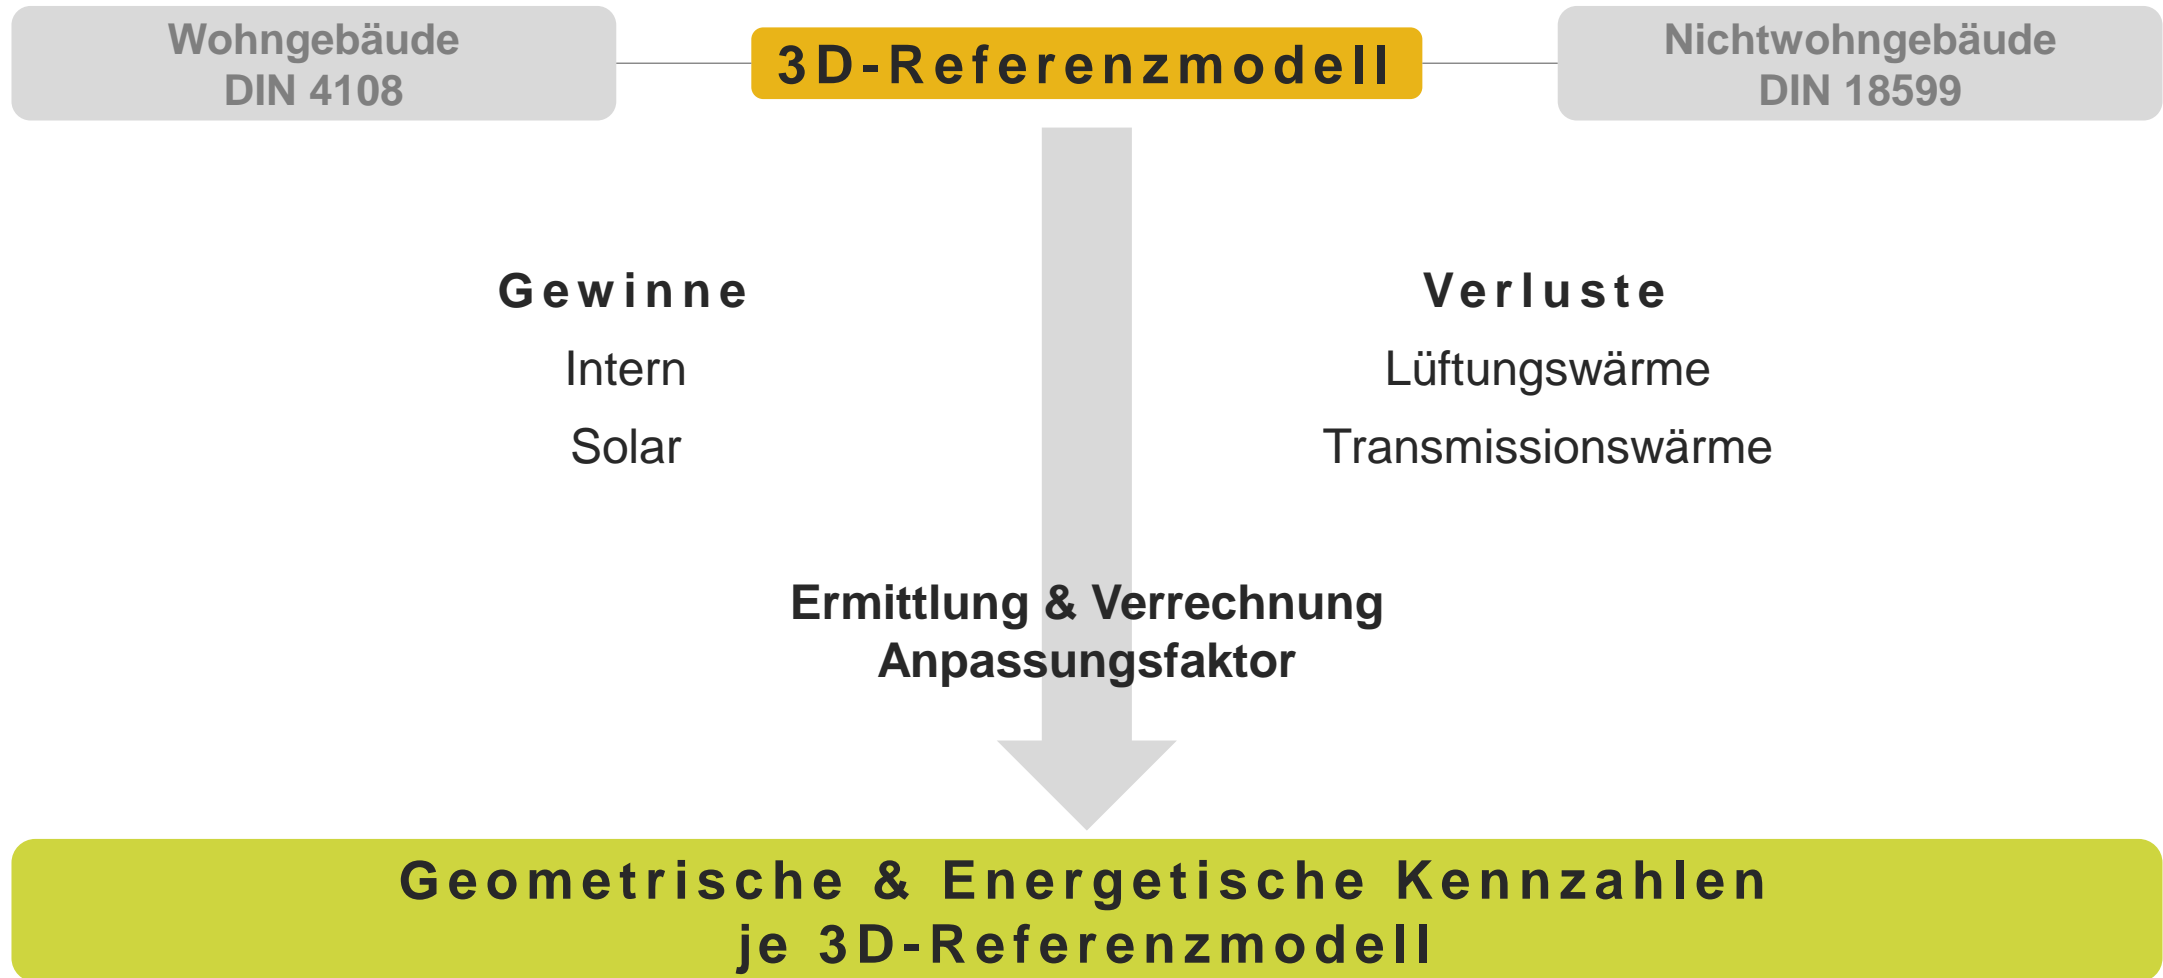 Wohngebäude
DIN 4108
3D-Referenzmodell
Nichtwohngebäude
DIN 18599
Gewinne
Intern
Solar
Verluste
Lüftungswärme
Transmissionswärme
Ermittlung & Verrechnung
Anpassungsfaktor
Geometrische & Energetische Kennzahlen
je 3D-Referenzmodell